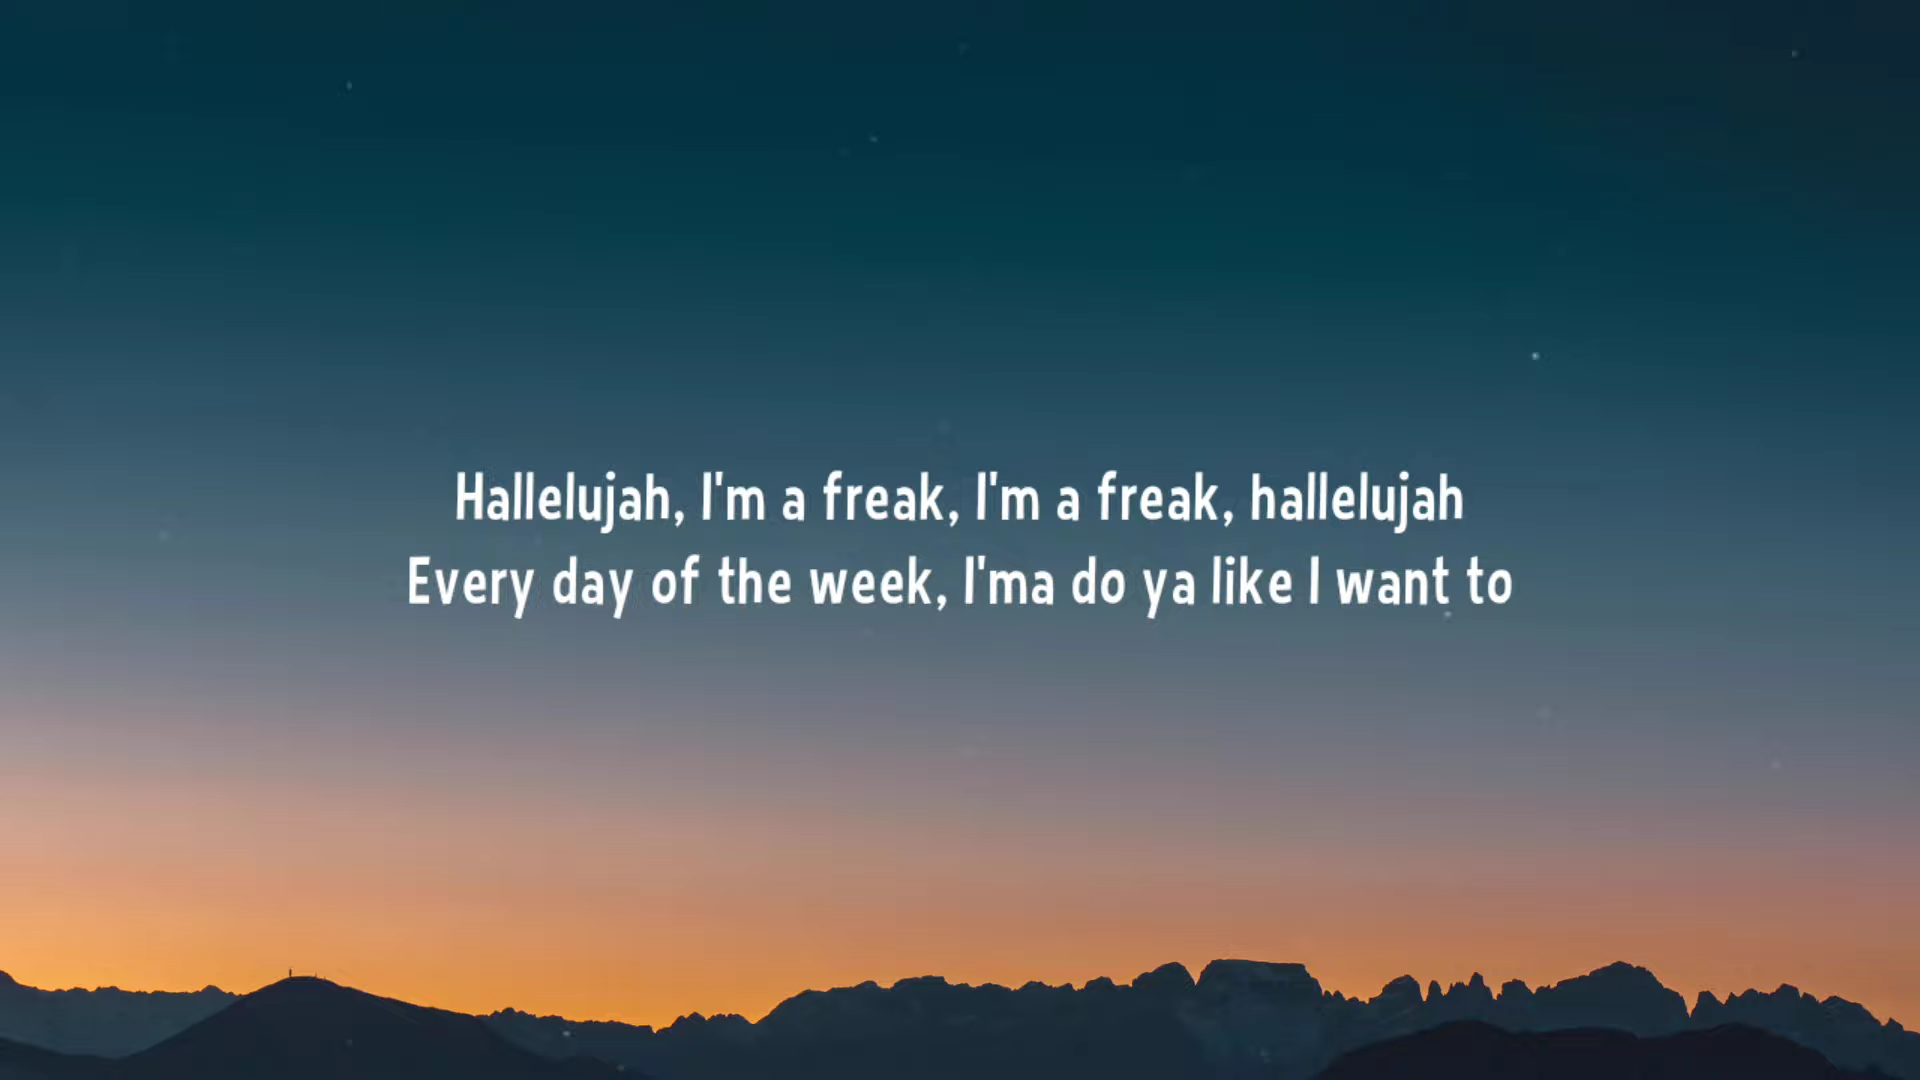 Hallelujah, I'm a freak, I'm a freak, hallelujah
Every day of the week, I'ma do ya like I want to